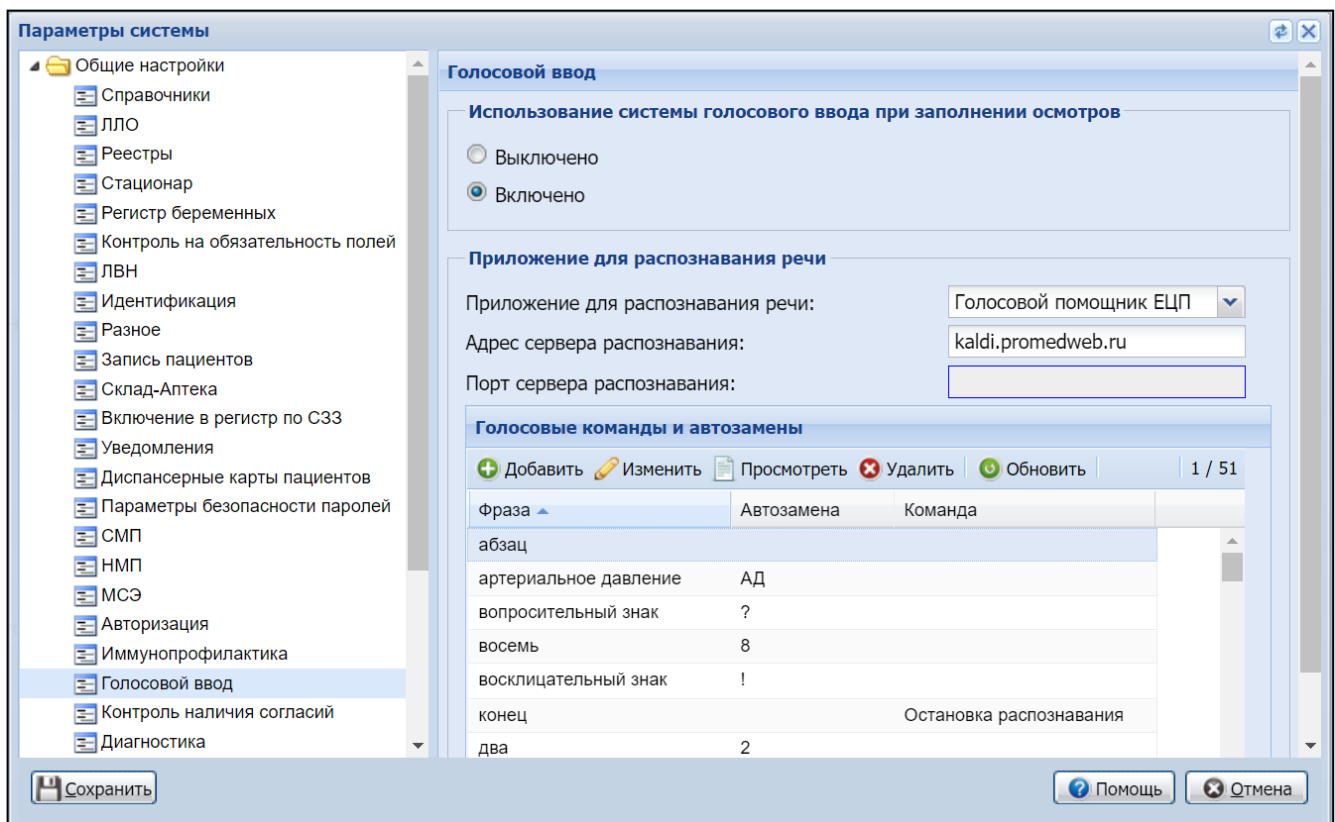 Параметры системы
Общие настройки
Справочники
ЛЛО
Реестры
Стационар
Регистр беременных
Контроль на обязательность полей
ЛВН
Идентификация
Разное
Запись пациентов
Склад-Аптека
Включение в регистр по СЗЗ
Уведомления
Диспансерные карты пациентов
Параметры безопасности паролей
СМП
НМП
МСЭ
Авторизация
Иммунопрофилактика
Голосовой ввод
Контроль наличия согласий
Диагностика
Голосовой ввод
Использование системы голосового ввода при заполнении осмотров
Выключено
Включено
Приложение для распознавания речи
Приложение для распознавания речи: Голосовой помощник ЕЦП
Адрес сервера распознавания: kaldi.promedweb.ru
Порт сервера распознавания:
Голосовые команды и автозамены
Добавить Изменить Просмотреть Удалить Обновить 1 / 51
Фраза Автозамена Команда
абзац
артериальное давление АД
вопросительный знак ?
восемь 8
восклицательный знак !
конец Остановка распознавания
два 2
Сохранить Помощь Отмена